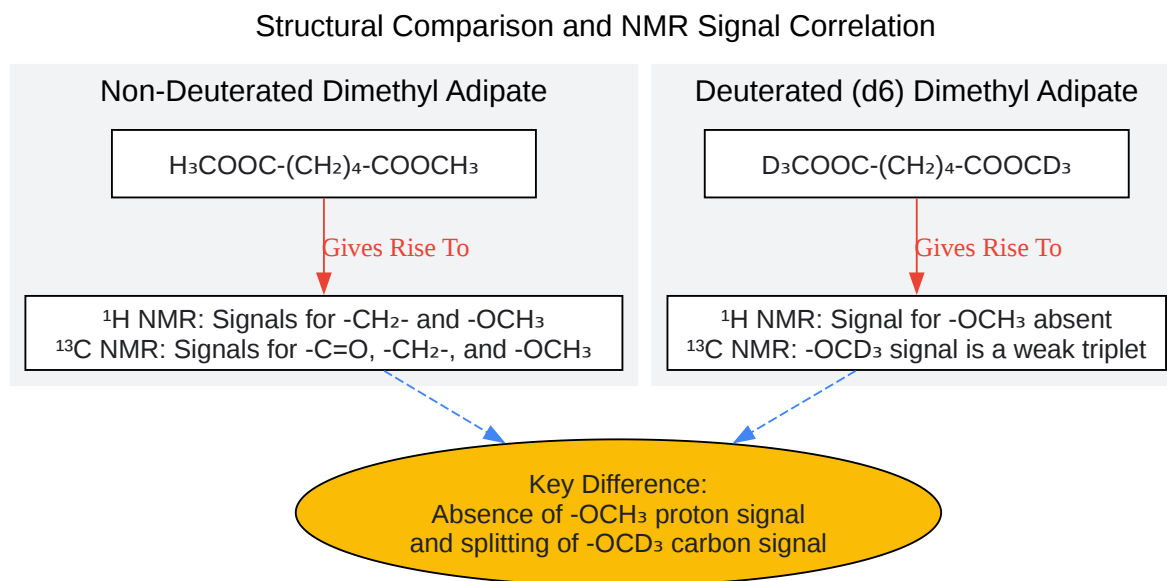 Structural Comparison and NMR Signal Correlation
Non-Deuterated Dimethyl Adipate
H₃COOC-(CH₂)₄-COOCH₃
Gives Rise To
¹H NMR: Signals for -CH₂- and -OCH₃
¹³C NMR: Signals for -C=O, -CH₂-, and -OCH₃
Deuterated (d6) Dimethyl Adipate
D₃COOC-(CH₂)₄-COOCD₃
Gives Rise To
¹H NMR: Signal for -OCH₃ absent
¹³C NMR: -OCD₃ signal is a weak triplet
Key Difference:
Absence of -OCH₃ proton signal
and splitting of -OCD₃ carbon signal